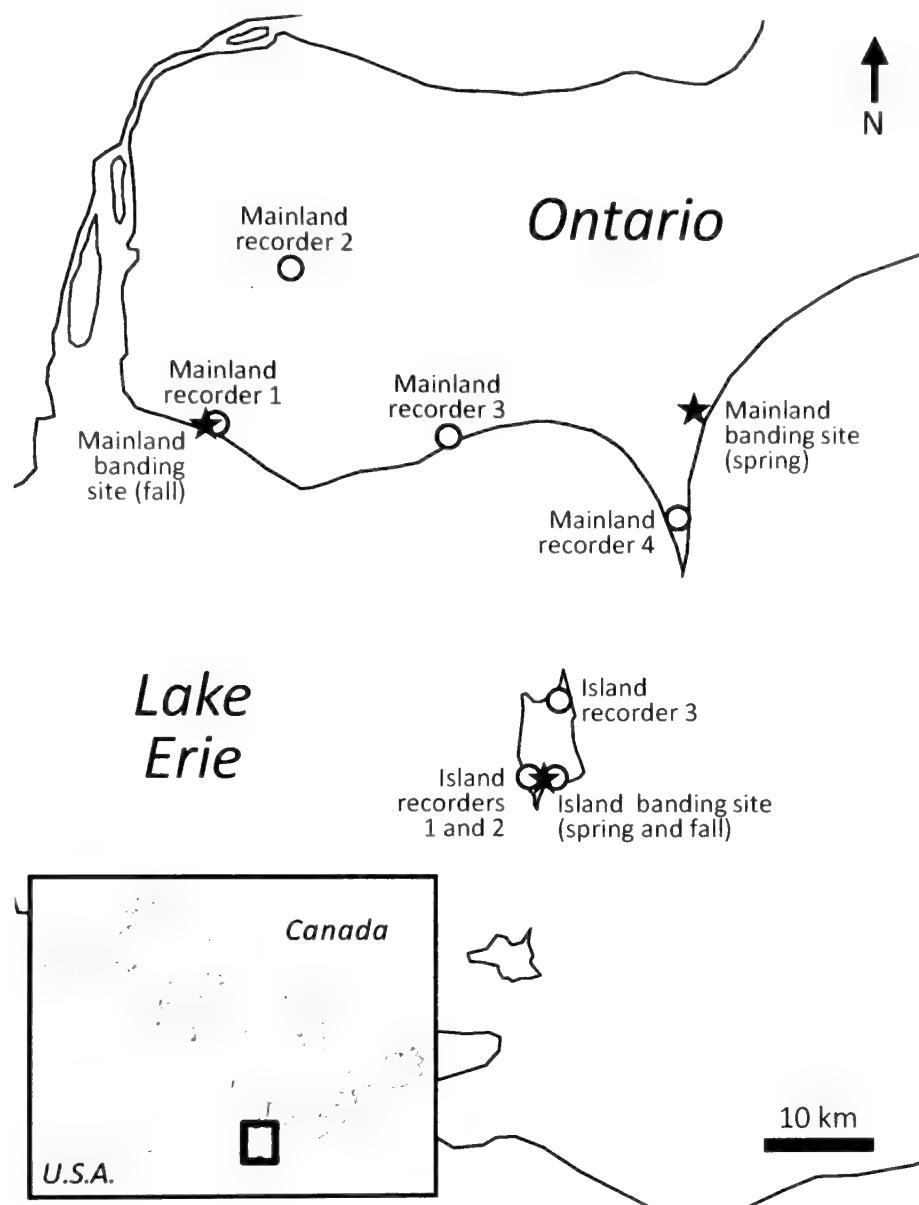 N
Ontario
Mainland
recorder 2
Mainland
recorder 1
Mainland
recorder 3
Mainland
banding
site (fall)
Mainland
banding site
(spring)
Mainland
recorder 4
Lake
Erie
Island
recorder 3
Island
recorders
1 and 2
Island banding site
(spring and fall)
Canada
U.S.A.
10 km